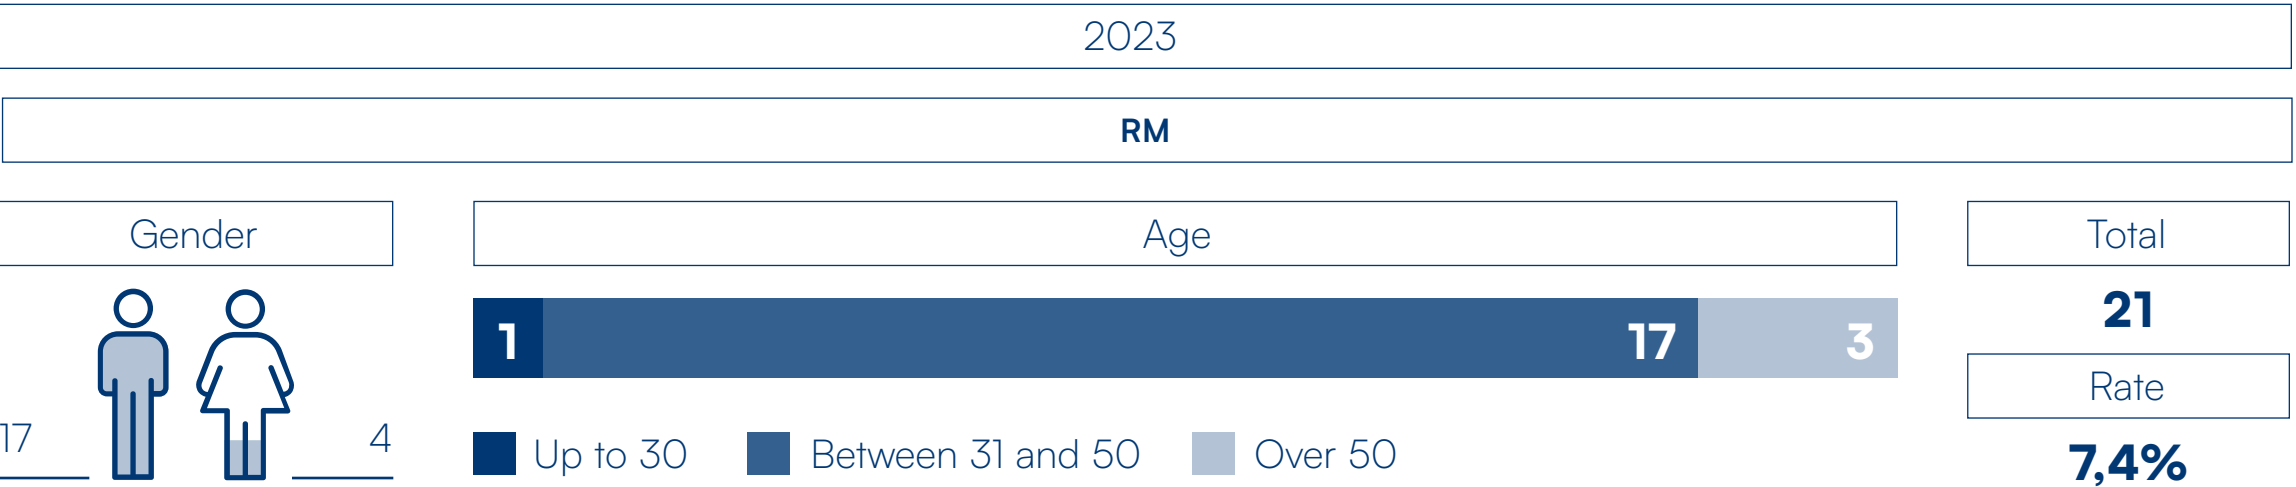 2023
RM
Gender
Age
Total
1
17
3
21
Rate
17
4
Up to 30
Between 31 and 50
Over 50
7,4%